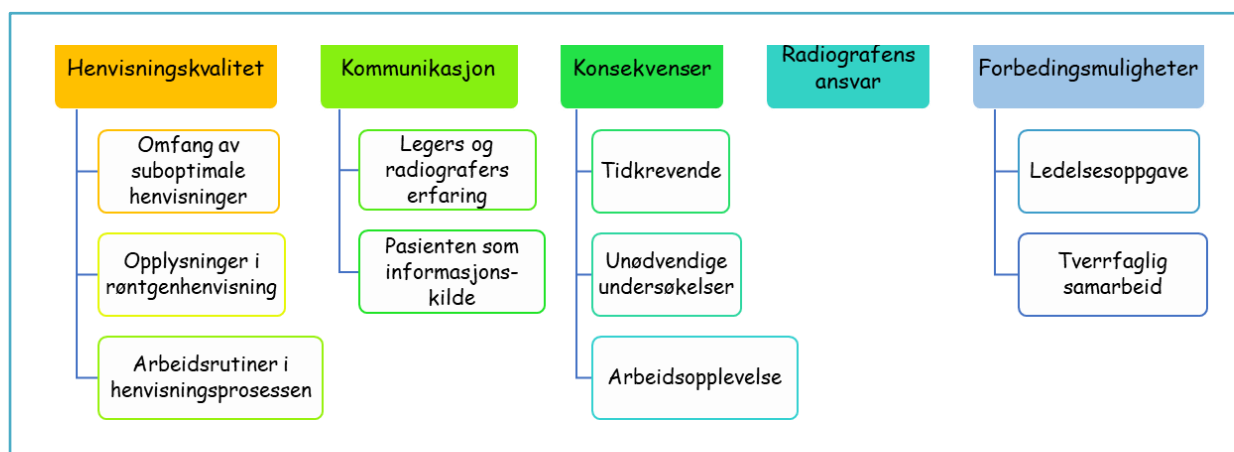 Henvisningskvalitet
Omfang av
suboptimale
henvisninger
Opplysninger i
røntgenhenvisning
Arbeidsrutiner i
henvisningsprosessen
Kommunikasjon
Legers og
radiografers
erfaring
Pasienten som
informasjons-
kilde
Konsekvenser
Tidkrevende
Unødvendige
undersøkelser
Arbeidsopplevelse
Radiografens
ansvar
Forbedingsmuligheter
Ledelsesoppgave
Tverrfaglig
samarbeid